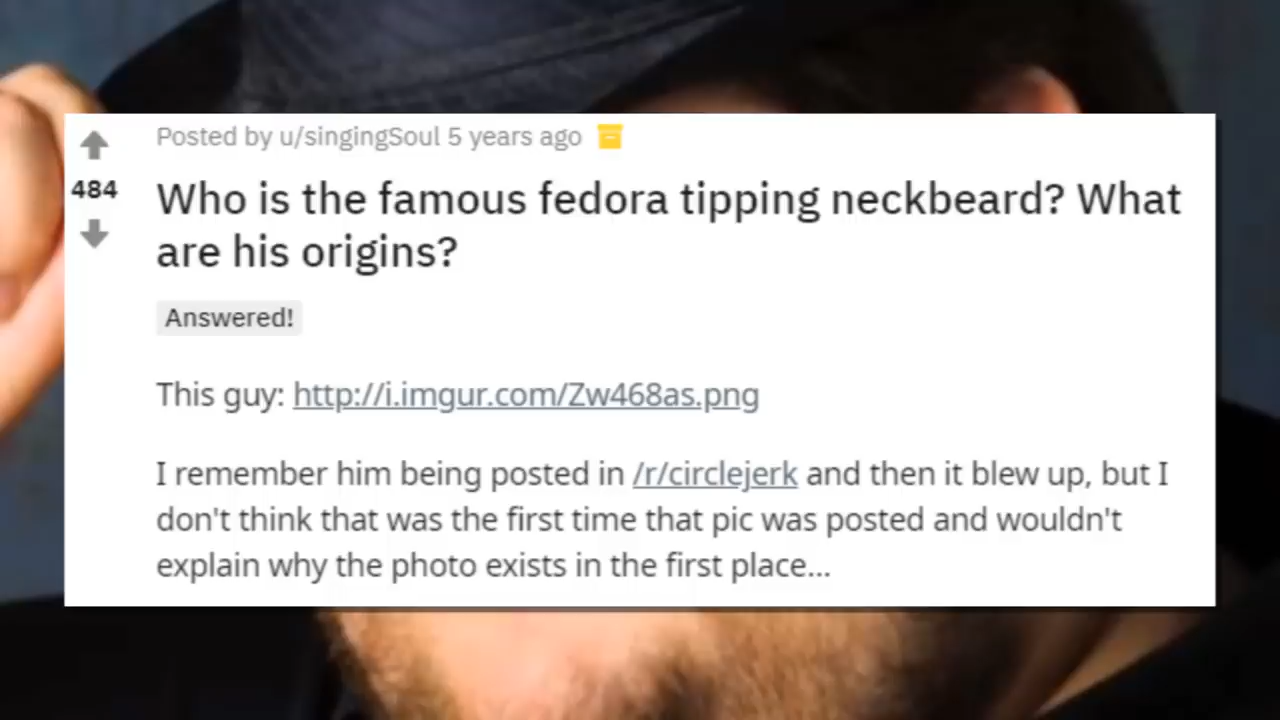 Posted by u/singingSoul 5 years ago
484
Who is the famous fedora tipping neckbeard? What
are his origins?
Answered!
This guy: http://i.imgur.com/Zw468as.png
I remember him being posted in /r/circlejerk and then it blew up, but I
don't think that was the first time that pic was posted and wouldn't
explain why the photo exists in the first place...